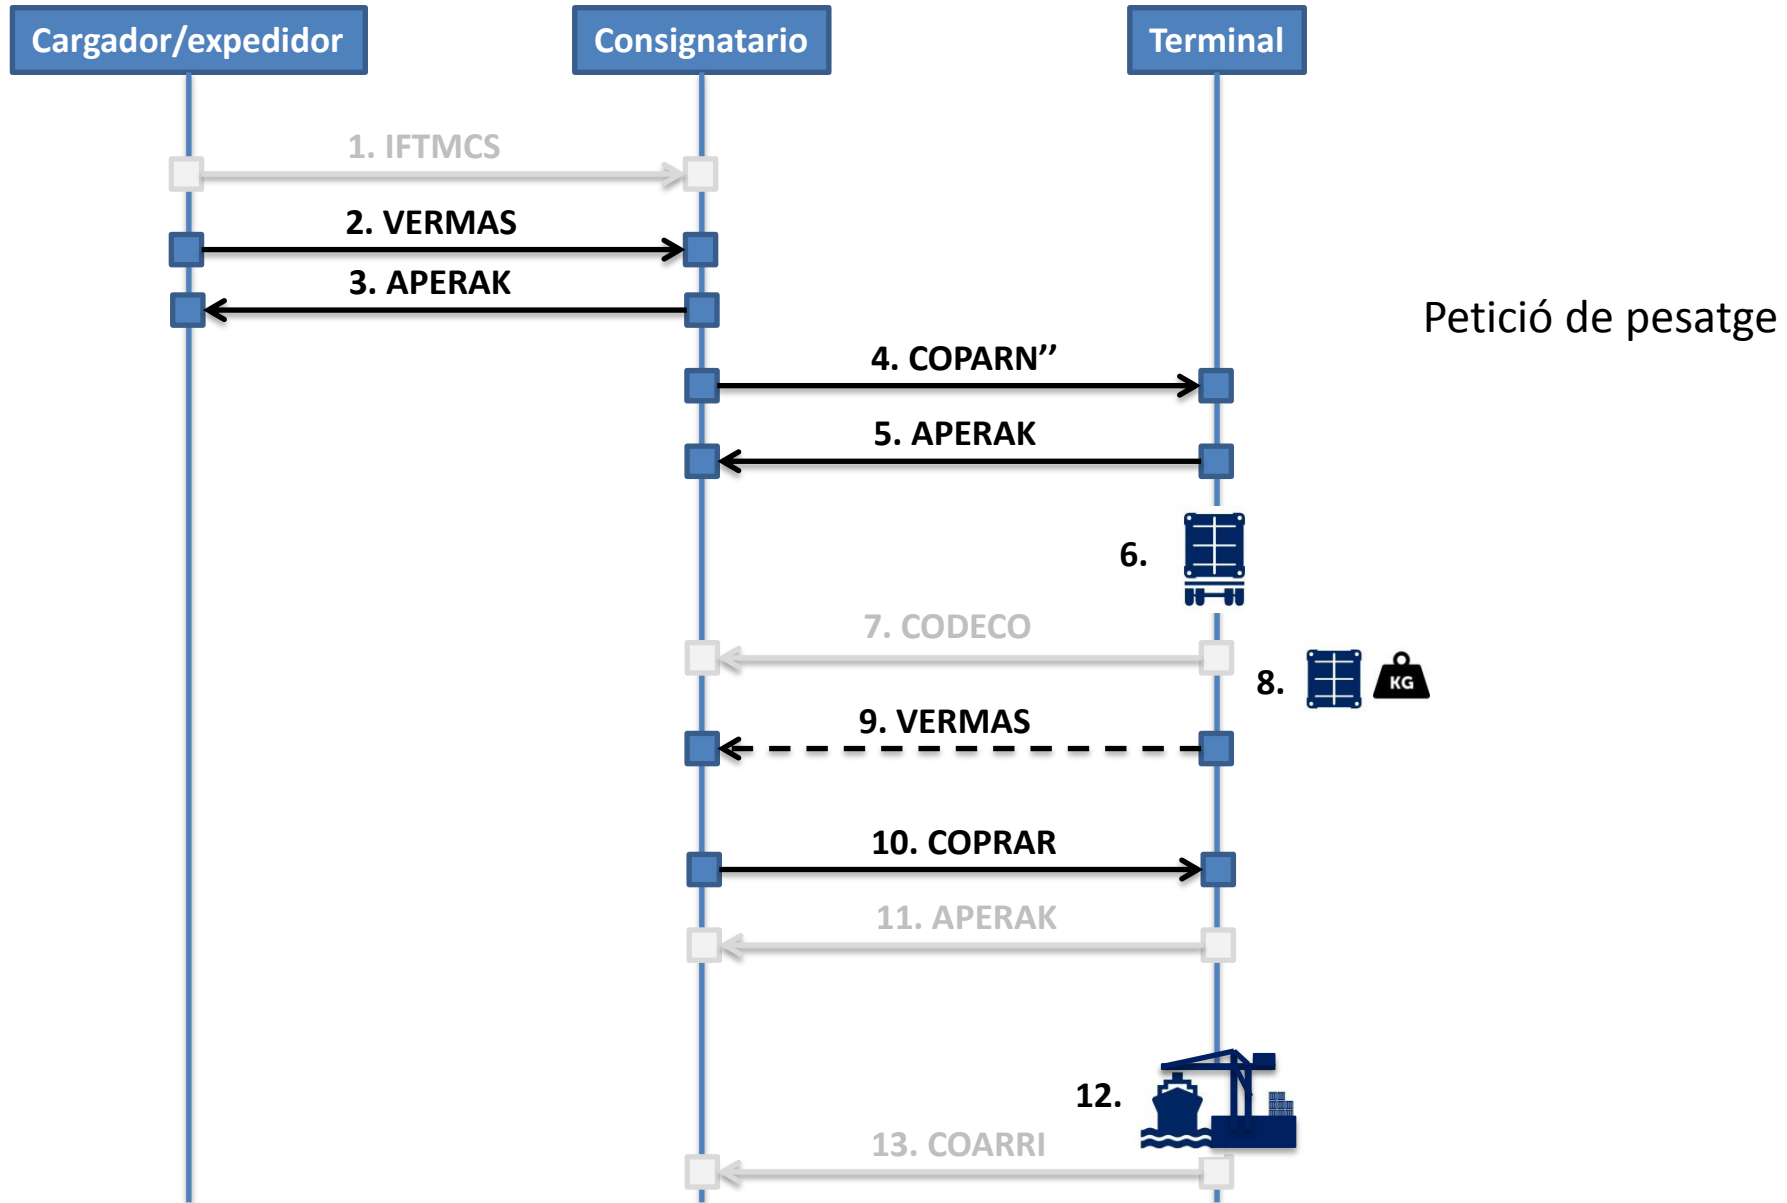 Cargador/expedidor
Consignatario
Terminal
1. IFTMCS
2. VERMAS
3. APERAK
Petició de pesatge
4. COPARN’’
5. APERAK
6.
7. CODECO
8.
KG
9. VERMAS
10. COPRAR
11. APERAK
12.
13. COARRI